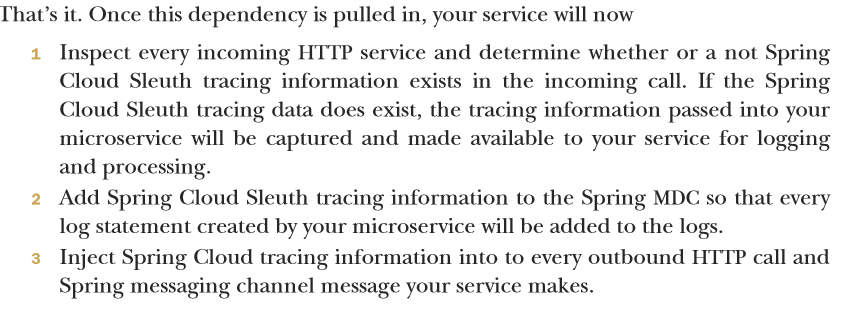 That’s it. Once this dependency is pulled in, your service will now
1 Inspect every incoming HTTP service and determine whether or a not Spring
Cloud Sleuth tracing information exists in the incoming call. If the Spring
Cloud Sleuth tracing data does exist, the tracing information passed into your
microservice will be captured and made available to your service for logging
and processing.
2 Add Spring Cloud Sleuth tracing information to the Spring MDC so that every
log statement created by your microservice will be added to the logs.
3 Inject Spring Cloud tracing information into to every outbound HTTP call and
Spring messaging channel message your service makes.